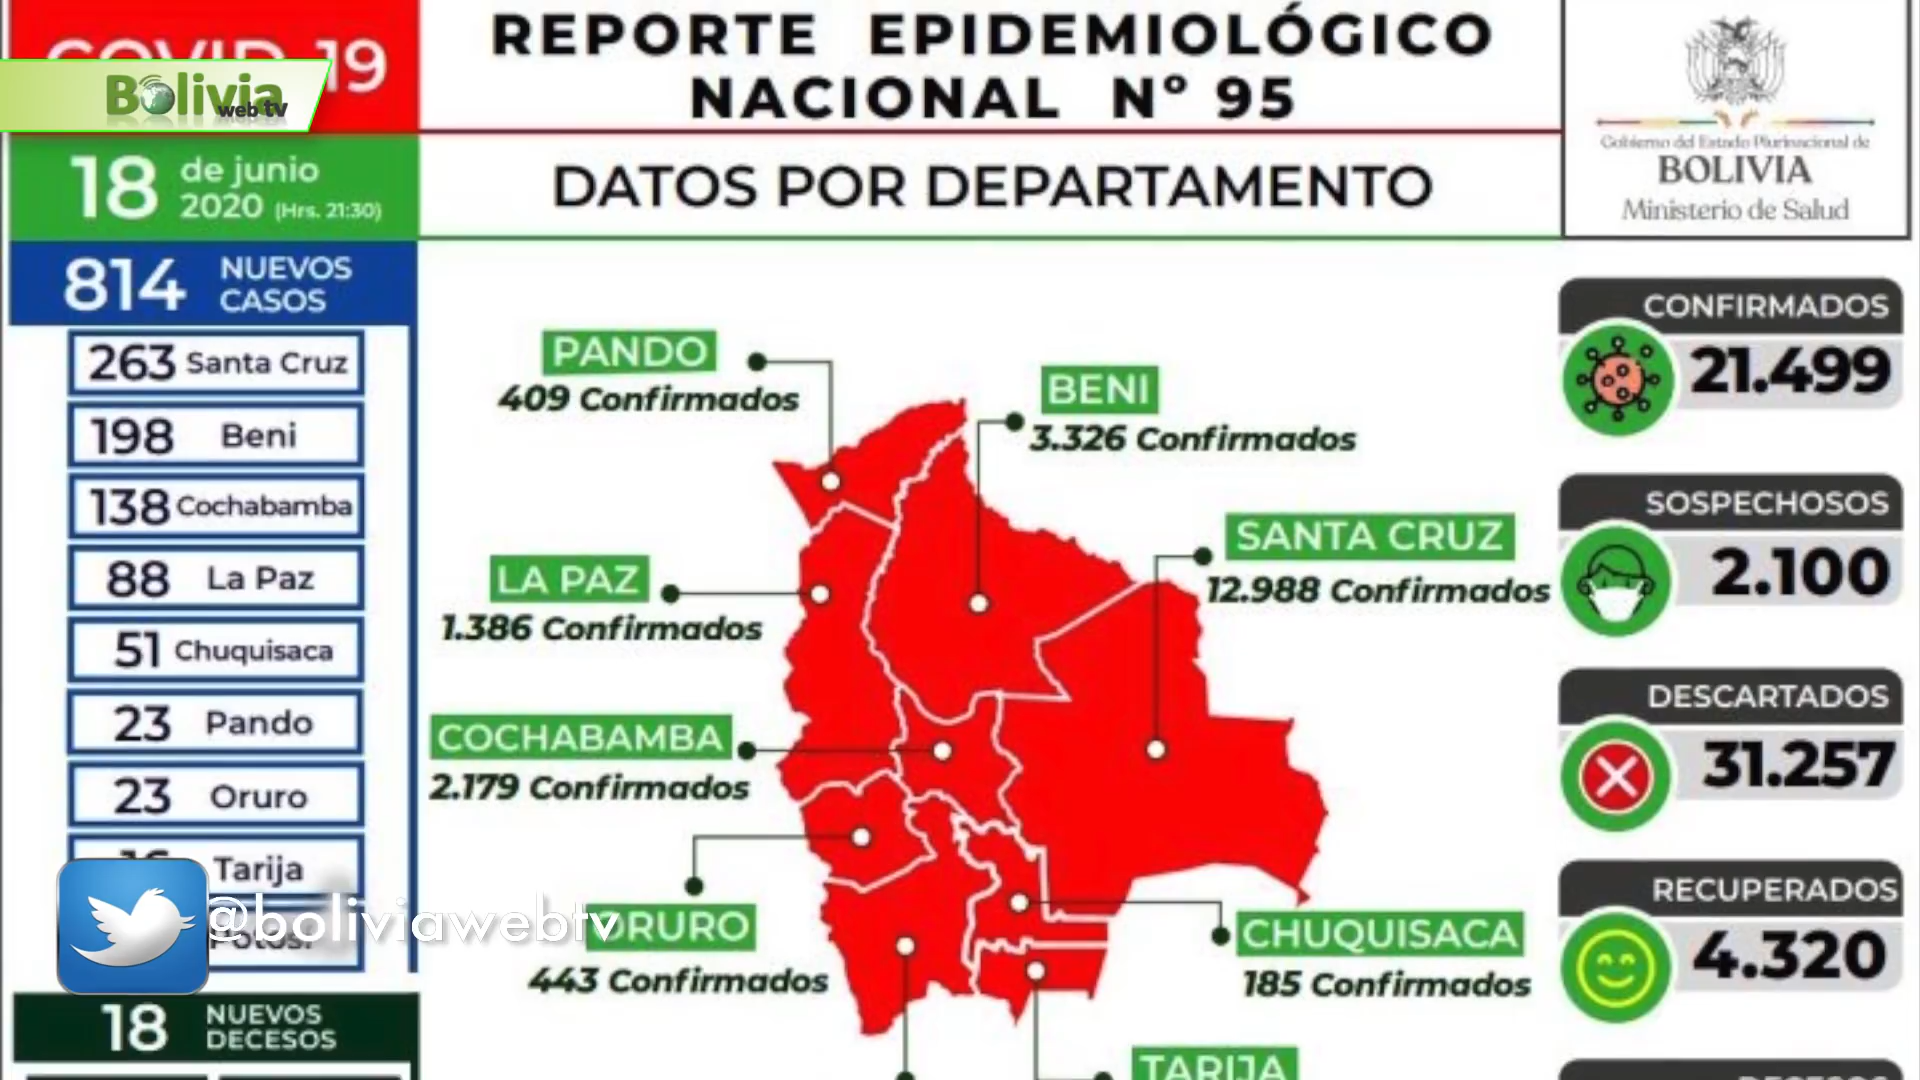 COVID-19
Bolivia
web tv
REPORTE EPIDEMIOLÓGICO
NACIONAL Nº 95
Gobierno del Estado Plurinacional de
BOLIVIA
Ministerio de Salud
18 de junio
2020 (Hrs. 21:30)
DATOS POR DEPARTAMENTO
814 NUEVOS
CASOS
263 Santa Cruz
198 Beni
138 Cochabamba
88 La Paz
51 Chuquisaca
23 Pando
23 Oruro
Tarija
Potosí
@boliviawebtv
18 NUEVOS
DECESOS
PANDO
409 Confirmados
BENI
3.326 Confirmados
SANTA CRUZ
12.988 Confirmados
LA PAZ
1.386 Confirmados
COCHABAMBA
2.179 Confirmados
ORURO
443 Confirmados
CHUQUISACA
185 Confirmados
TARIJA
CONFIRMADOS
21.499
SOSPECHOSOS
2.100
DESCARTADOS
31.257
RECUPERADOS
4.320